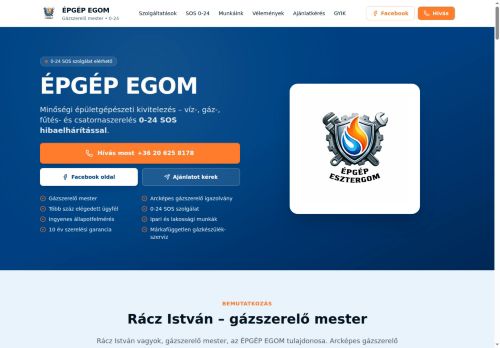 ÉPGÉP EGOM
Gázszerelő mester • 0-24
Szolgáltatások
SOS 0-24
Munkáink
Vélemények
Ajánlatkérés
GYIK
Facebook
Hívás
0-24 SOS szolgálat elérhető
ÉPGÉP EGOM
Minőségi épületgépészeti kivitelezés – víz-, gáz-,
fűtés- és csatornaszerelés 0-24 SOS
hibaelhárítással.
Hívás most +36 20 625 8178
Facebook oldal
Ajánlatot kérek
Gázszerelő mester
Arcképes gázszerelő igazolvány
Több száz elégedett ügyfél
0-24 SOS szolgálat
Ingyenes állapotfelmérés
Ipari és lakossági munkák
10 év szerelési garancia
Márkafüggetlen gázkészülék-
szerviz
ÉPGÉP
ESZTERGOM
BEMUTATKOZÁS
Rácz István – gázszerelő mester
Rácz István vagyok, gázszerelő mester, az ÉPGÉP EGOM tulajdonosa. Arcképes gázszerelő